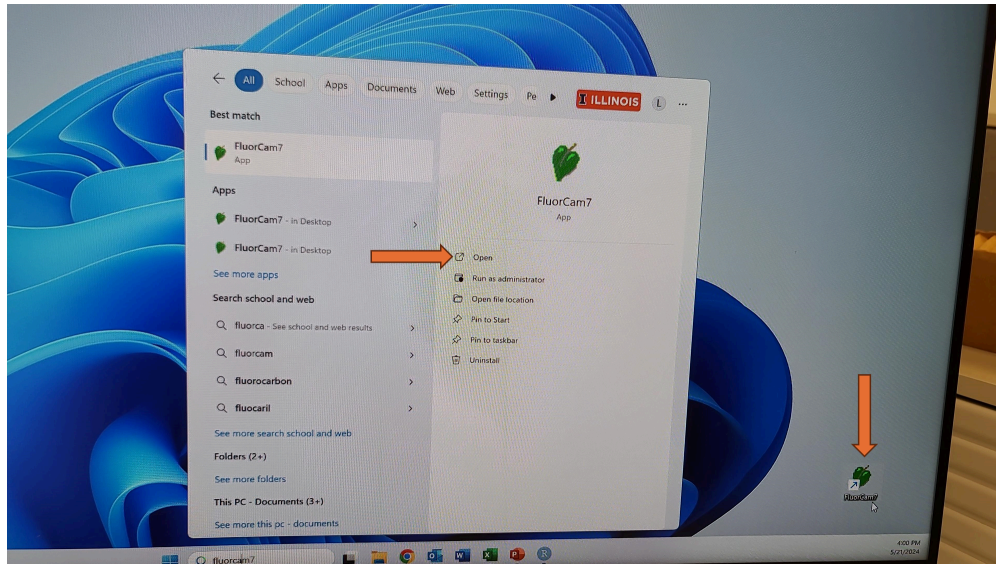 All School Apps Documents Web Settings Pe ILLINOIS L ...
Best match
FluorCam7
App
Apps
FluorCam7 - in Desktop
FluorCam7 - in Desktop
See more apps
Search school and web
fluorca - See school and web results
fluorcam
fluorocarbon
fluocaril
See more search school and web
Folders (2+)
See more folders
This PC - Documents (3+)
See more this pc - documents
FluorCam7
App
Open
Run as administrator
Open file location
Pin to Start
Pin to taskbar
Uninstall
FluorCam7
fluorcam7
4:00 PM
5/21/2024